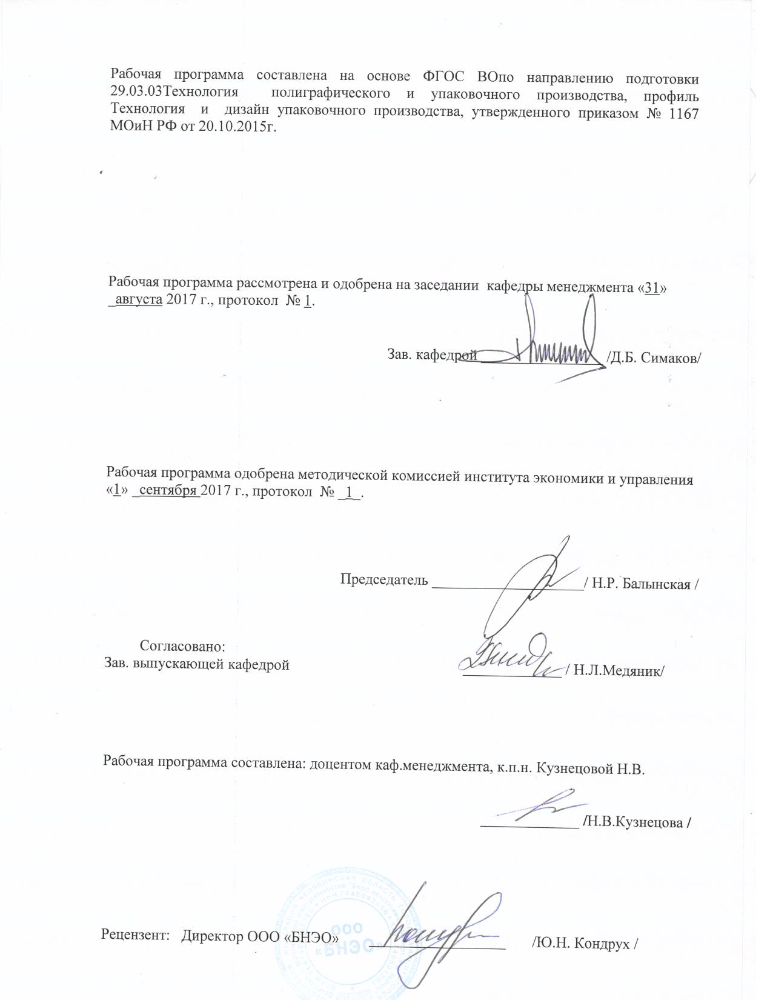 Рабочая программа составлена на основе ФГОС ВОпо направлению подготовки
29.03.03Технология полиграфического и упаковочного производства, профиль
Технология и дизайн упаковочного производства, утвержденного приказом № 1167
МОиН РФ от 20.10.2015г.
Рабочая программа рассмотрена и одобрена на заседании кафедры менеджмента «31»
_августа 2017 г., протокол № 1.
Зав. кафедрой ________________ /Д.Б. Симаков/
Рабочая программа одобрена методической комиссией института экономики и управления
«1» _сентября 2017 г., протокол № _1_.
Председатель ____________________/ Н.Р. Балынская /
Согласовано:
Зав. выпускающей кафедрой _____________ / Н.Л.Медяник/
Рабочая программа составлена: доцентом каф.менеджмента, к.п.н. Кузнецовой Н.В.
_____________ /Н.В.Кузнецова /
ООО
«БНЭО»
Рецензент: Директор ООО «БНЭО» __________________ /Ю.Н. Кондрух /